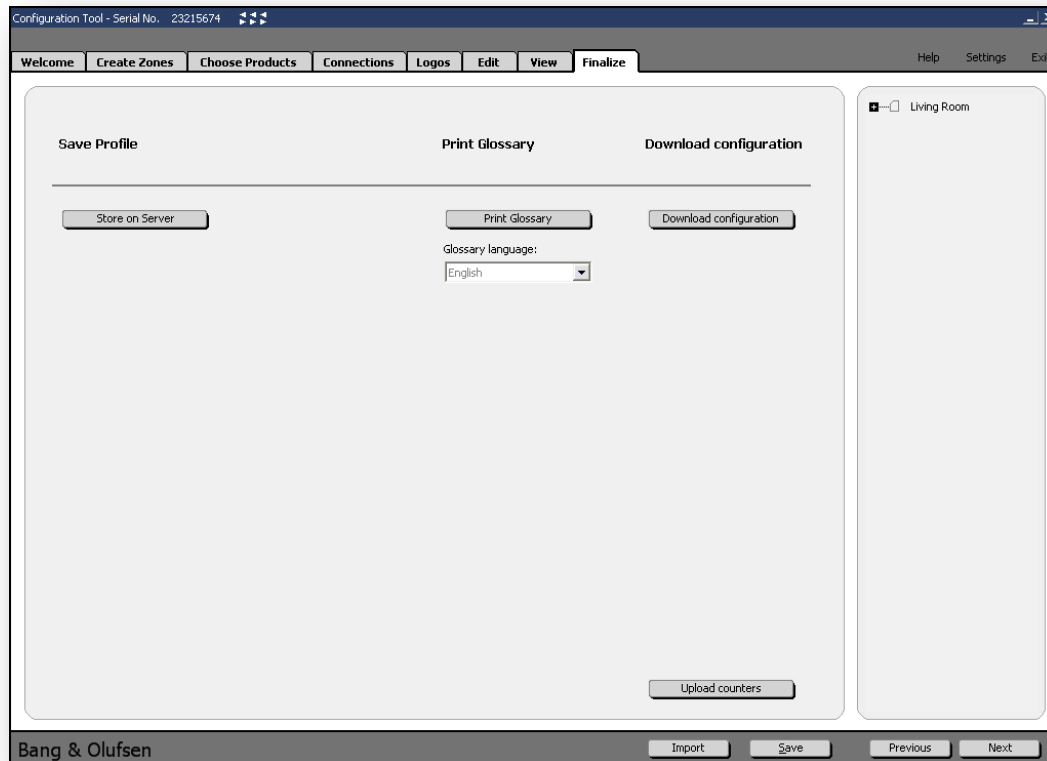 Configuration Tool - Serial No. 23215674
Help Settings Exi
Welcome Create Zones Choose Products Connections Logos Edit View Finalize
Living Room
Save Profile Print Glossary Download configuration
Store on Server Print Glossary Download configuration
Glossary language:
English
Upload counters
Bang & Olufsen Import Save Previous Next